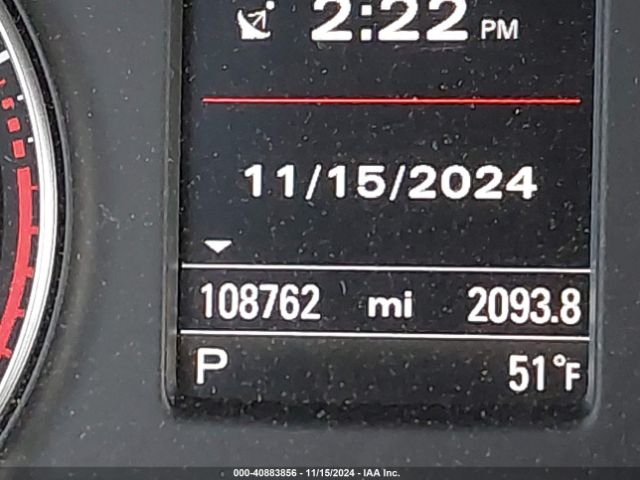 2:22 PM
11/15/2024
108762 mi 2093.8
P 51°F
000-40883856 - 11/15/2024 - IAA Inc.